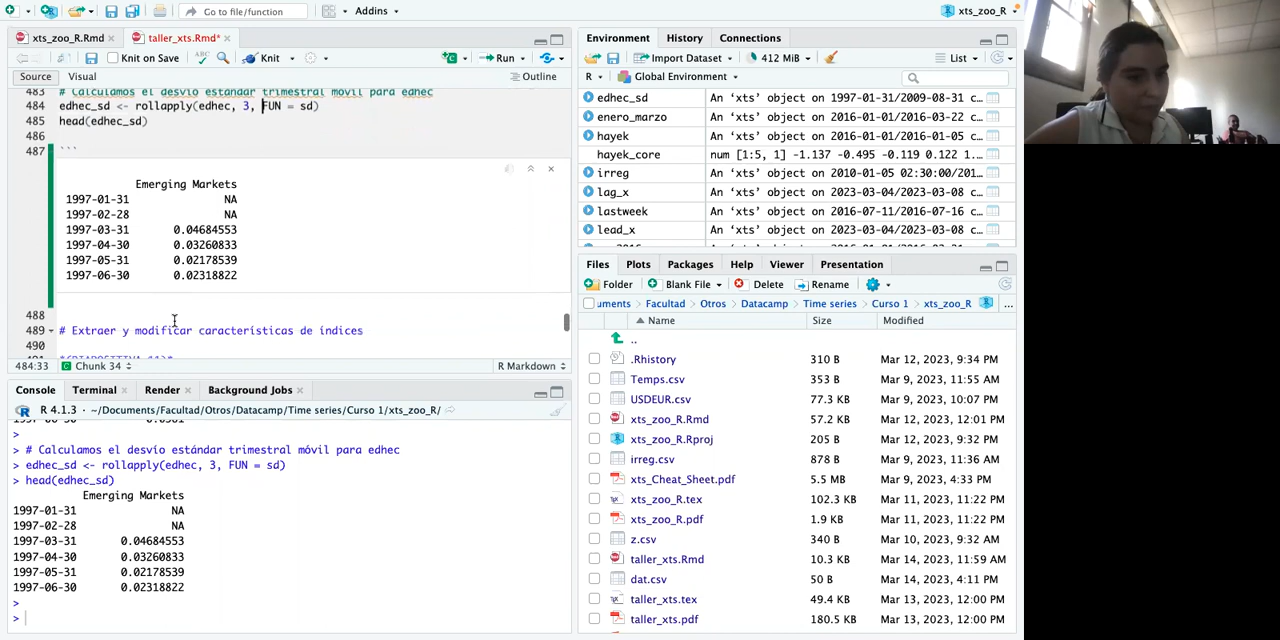 Go to file/function
Addins
xts_zoo_R
xts_zoo_R.Rmd
taller_xts.Rmd*
Knit on Save
ABC
Knit
Run
Source
Visual
Outline
483 # Calculamos el desvío estándar trimestral móvil para edhec
484 edhec_sd <- rollapply(edhec, 3, FUN = sd)
485 head(edhec_sd)
486
487 ```
Emerging Markets
1997-01-31 NA
1997-02-28 NA
1997-03-31 0.04684553
1997-04-30 0.03260833
1997-05-31 0.02178539
1997-06-30 0.02318822
488
489 # Extraer y modificar características de índices
490
484:33
Chunk 34
R Markdown
Console
Terminal
Render
Background Jobs
R 4.1.3 · ~/Documents/Facultad/Otros/Datacamp/Time series/Curso 1/xts_zoo_R/
>
> # Calculamos el desvío estándar trimestral móvil para edhec
> edhec_sd <- rollapply(edhec, 3, FUN = sd)
> head(edhec_sd)
Emerging Markets
1997-01-31 NA
1997-02-28 NA
1997-03-31 0.04684553
1997-04-30 0.03260833
1997-05-31 0.02178539
1997-06-30 0.02318822
>
>
Environment
History
Connections
Import Dataset
412 MiB
List
R
Global Environment
edhec_sd An ‘xts’ object on 1997-01-31/2009-08-31 c…
enero_marzo An ‘xts’ object on 2016-01-01/2016-03-22 c…
hayek An ‘xts’ object on 2016-01-01/2016-01-05 c…
hayek_core num [1:5, 1] -1.137 -0.495 -0.119 0.122 1.…
irreg An ‘xts’ object on 2010-01-05 02:30:00/201…
lag_x An ‘xts’ object on 2023-03-04/2023-03-08 c…
lastweek An ‘xts’ object on 2016-07-11/2016-07-16 c…
lead_x An ‘xts’ object on 2023-03-04/2023-03-08 c…
Files
Plots
Packages
Help
Viewer
Presentation
Folder
Blank File
Delete
Rename
uments
Facultad
Otros
Datacamp
Time series
Curso 1
xts_zoo_R
...
Name Size Modified
..
.Rhistory 310 B Mar 12, 2023, 9:34 PM
Temps.csv 353 B Mar 9, 2023, 11:55 AM
USDEUR.csv 77.3 KB Mar 9, 2023, 10:07 PM
xts_zoo_R.Rmd 57.2 KB Mar 12, 2023, 12:01 PM
xts_zoo_R.Rproj 205 B Mar 12, 2023, 9:32 PM
irreg.csv 878 B Mar 9, 2023, 11:36 AM
xts_Cheat_Sheet.pdf 5.5 MB Mar 9, 2023, 4:33 PM
xts_zoo_R.tex 102.3 KB Mar 11, 2023, 11:22 PM
xts_zoo_R.pdf 1.9 KB Mar 11, 2023, 11:22 PM
z.csv 340 B Mar 10, 2023, 9:32 AM
taller_xts.Rmd 10.3 KB Mar 14, 2023, 11:59 AM
dat.csv 50 B Mar 14, 2023, 4:11 PM
taller_xts.tex 49.4 KB Mar 13, 2023, 12:00 PM
taller_xts.pdf 180.5 KB Mar 13, 2023, 12:00 PM